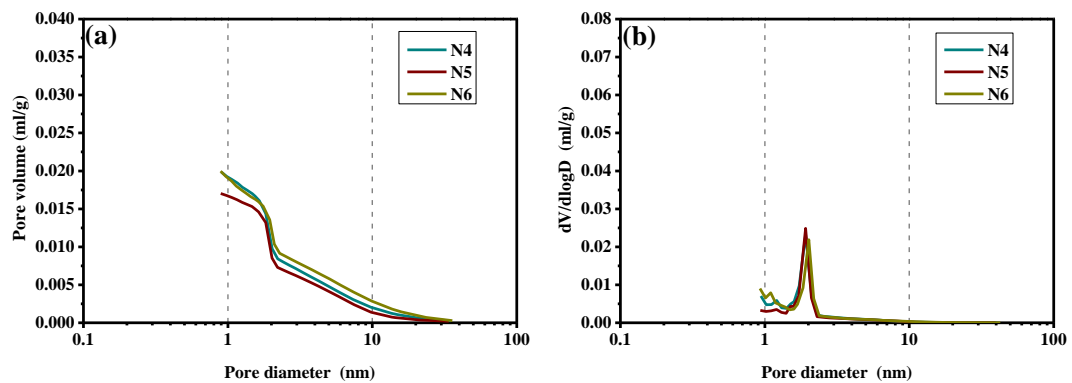 (a)
0.040
0.035
0.030
0.025
0.020
0.015
0.010
0.005
0.000
Pore volume (ml/g)
N4
N5
N6
0.1
1
10
100
Pore diameter (nm)
(b)
0.08
0.07
0.06
0.05
0.04
0.03
0.02
0.01
0.00
dV/dlogD (ml/g)
N4
N5
N6
0.1
1
10
100
Pore diameter (nm)